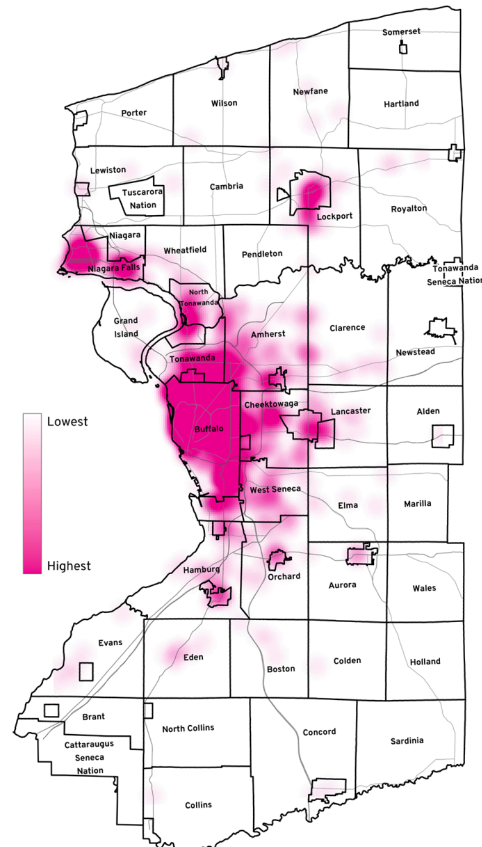 Somerset
Newfane
Wilson
Hartland
Porter
Lewiston
Tuscarora
Nation
Cambria
Lockport
Royalton
Niagara
Wheatfield
Pendleton
Niagara Falls
Tonawanda
Seneca Nation
North
Tonawanda
Grand
Island
Amherst
Clarence
Newstead
Tonawanda
Cheektowaga
Lancaster
Alden
Buffalo
Lowest
West Seneca
Elma
Marilla
Highest
Hamburg
Orchard
Aurora
Wales
Evans
Eden
Boston
Colden
Holland
Brant
North Collins
Concord
Sardinia
Cattaraugus
Seneca
Nation
Collins